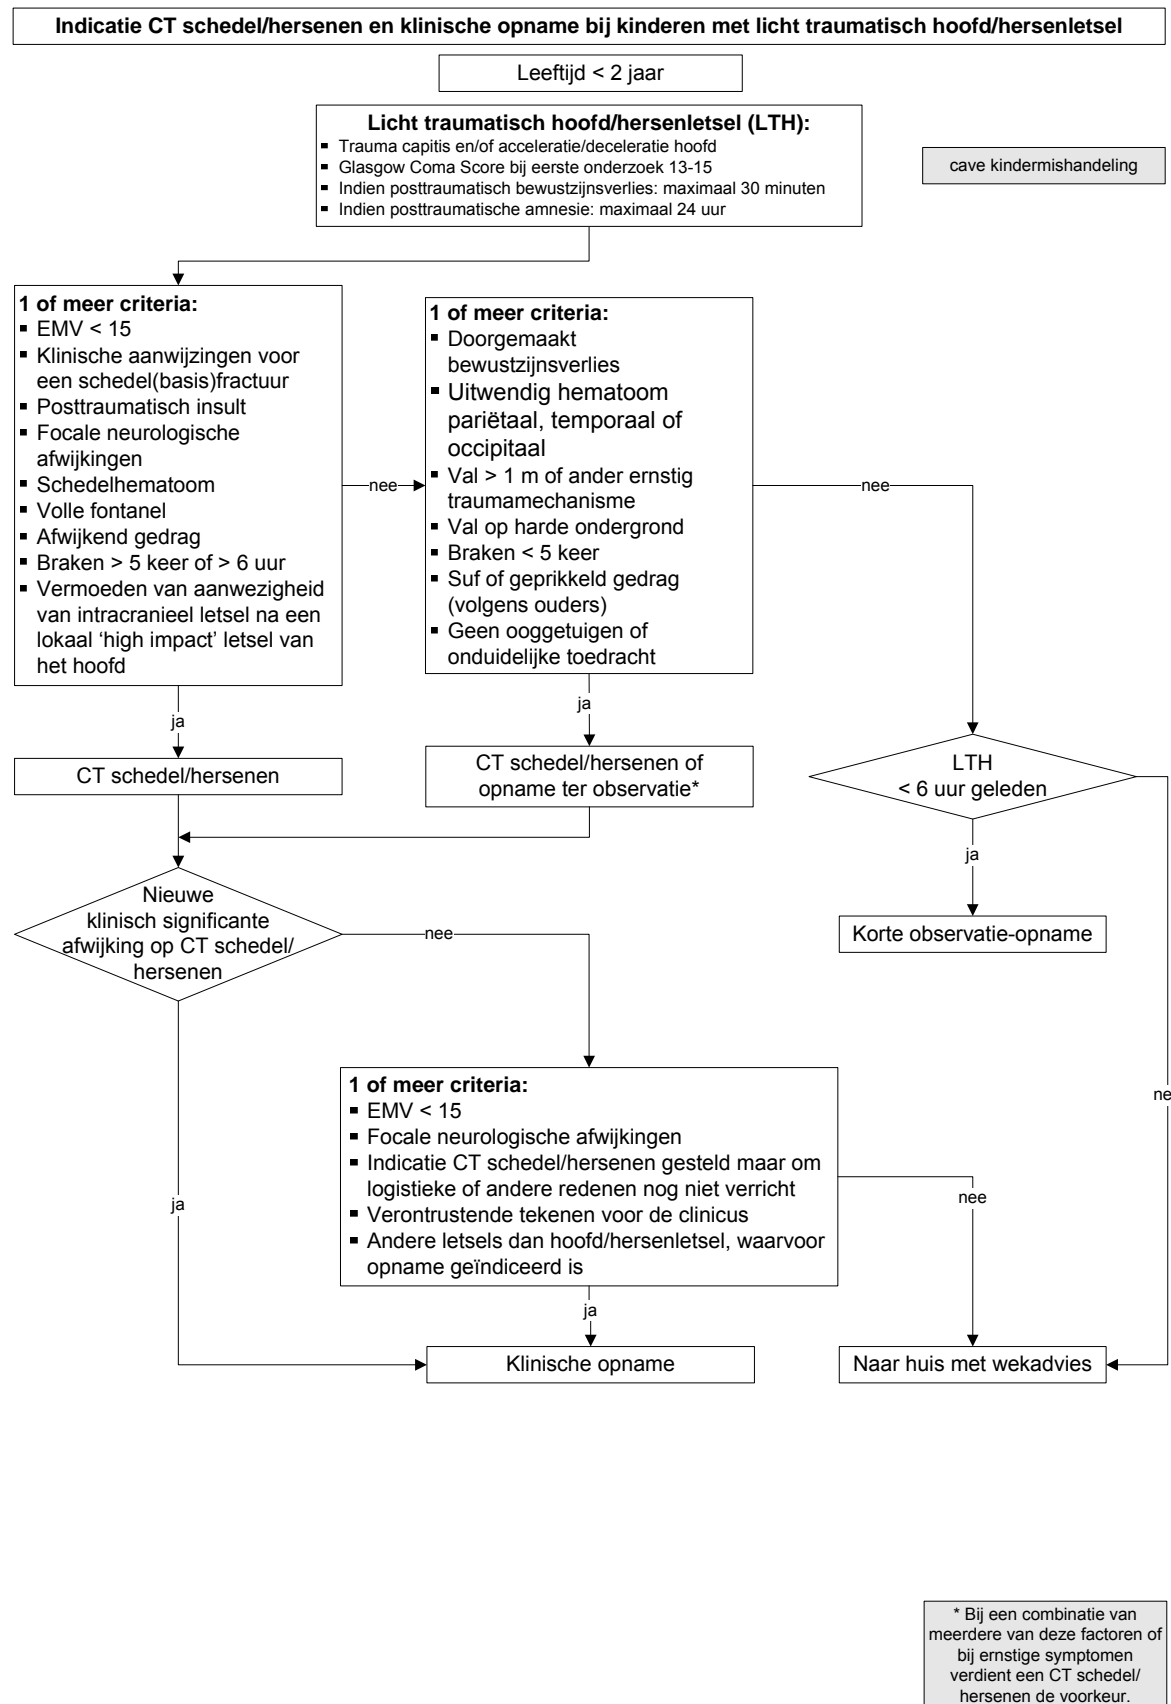 Indicatie CT schedel/hersenen en klinische opname bij kinderen met licht traumatisch hoofd/hersenletsel
Leeftijd < 2 jaar
Licht traumatisch hoofd/hersenletsel (LTH):
▪ Trauma capitis en/of acceleratie/deceleratie hoofd
▪ Glasgow Coma Score bij eerste onderzoek 13-15
▪ Indien posttraumatisch bewustzijnsverlies: maximaal 30 minuten
▪ Indien posttraumatische amnesie: maximaal 24 uur
cave kindermishandeling
1 of meer criteria:
▪ EMV < 15
▪ Klinische aanwijzingen voor
een schedel(basis)fractuur
▪ Posttraumatisch insult
▪ Focale neurologische
afwijkingen
▪ Schedelhematoom
▪ Volle fontanel
▪ Afwijkend gedrag
▪ Braken > 5 keer of > 6 uur
▪ Vermoeden van aanwezigheid
van intracranieel letsel na een
lokaal ‘high impact’ letsel van
het hoofd
nee
1 of meer criteria:
▪ Doorgemaakt
bewustzijnsverlies
▪ Uitwendig hematoom
pariëtaal, temporaal of
occipitaal
▪ Val > 1 m of ander ernstig
traumamechanisme
▪ Val op harde ondergrond
▪ Braken < 5 keer
▪ Suf of geprikkeld gedrag
(volgens ouders)
▪ Geen ooggetuigen of
onduidelijke toedracht
nee
ja
ja
CT schedel/hersenen
CT schedel/hersenen of
opname ter observatie*
LTH
< 6 uur geleden
ja
Korte observatie-opname
Nieuwe
klinisch significante
afwijking op CT schedel/
hersenen
nee
1 of meer criteria:
▪ EMV < 15
▪ Focale neurologische afwijkingen
▪ Indicatie CT schedel/hersenen gesteld maar om
logistieke of andere redenen nog niet verricht
▪ Verontrustende tekenen voor de clinicus
▪ Andere letsels dan hoofd/hersenletsel, waarvoor
opname geïndiceerd is
ne
nee
ja
ja
Klinische opname
Naar huis met wekadvies
* Bij een combinatie van
meerdere van deze factoren of
bij ernstige symptomen
verdient een CT schedel/
hersenen de voorkeur.